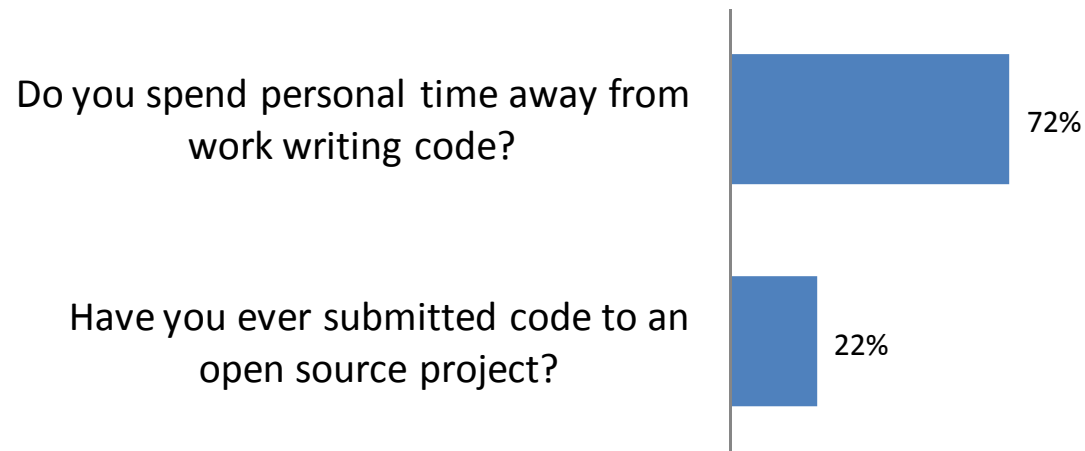 Do you spend personal time away from
work writing code?
72%
Have you ever submitted code to an
open source project?
22%